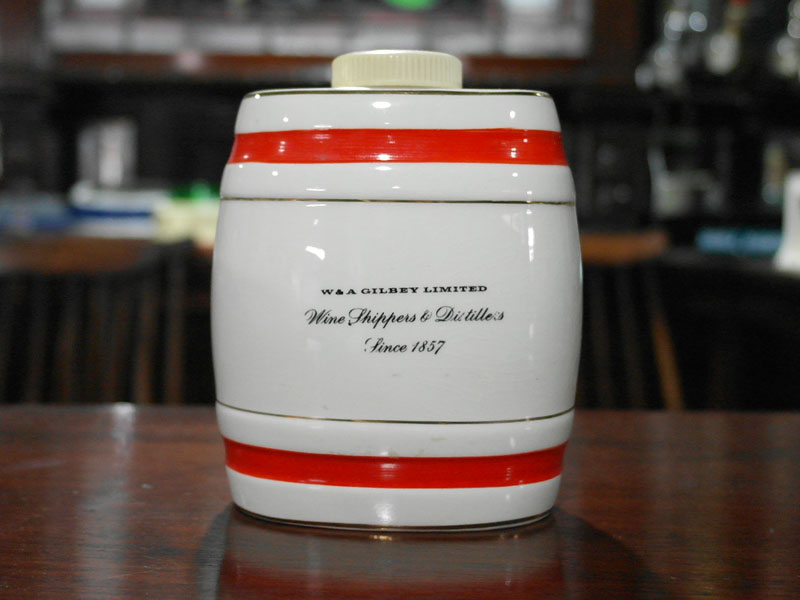 W & A GILBEY LIMITED
Wine Shippers & Distillers
Since 1857